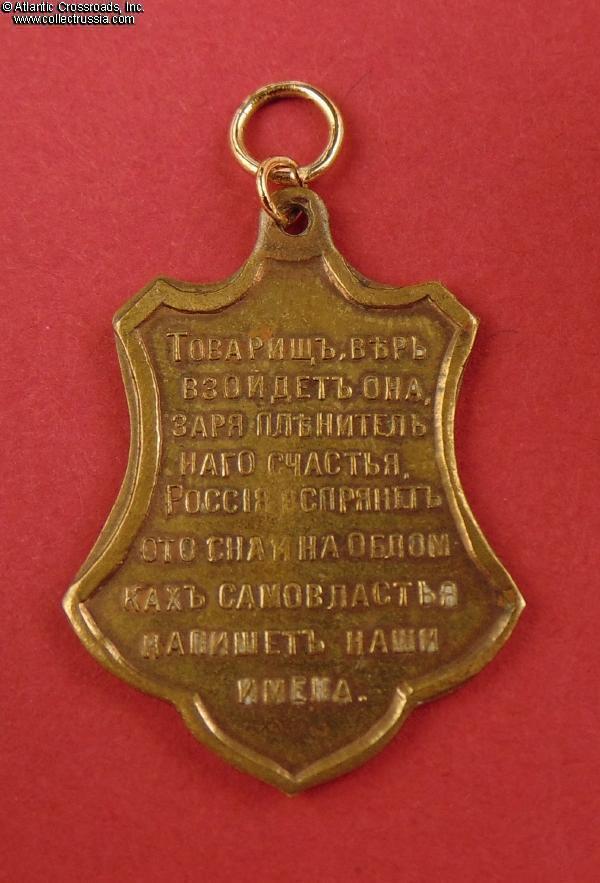 © Atlantic Crossroads, Inc.
www.collectrussia.com
Товарищъ, вѣрь
взойдетъ она,
заря плѣнитель
наго счастья,
Россія вспрянетъ
ото сна и на облом
кахъ самовластья
напишетъ наши
имена.